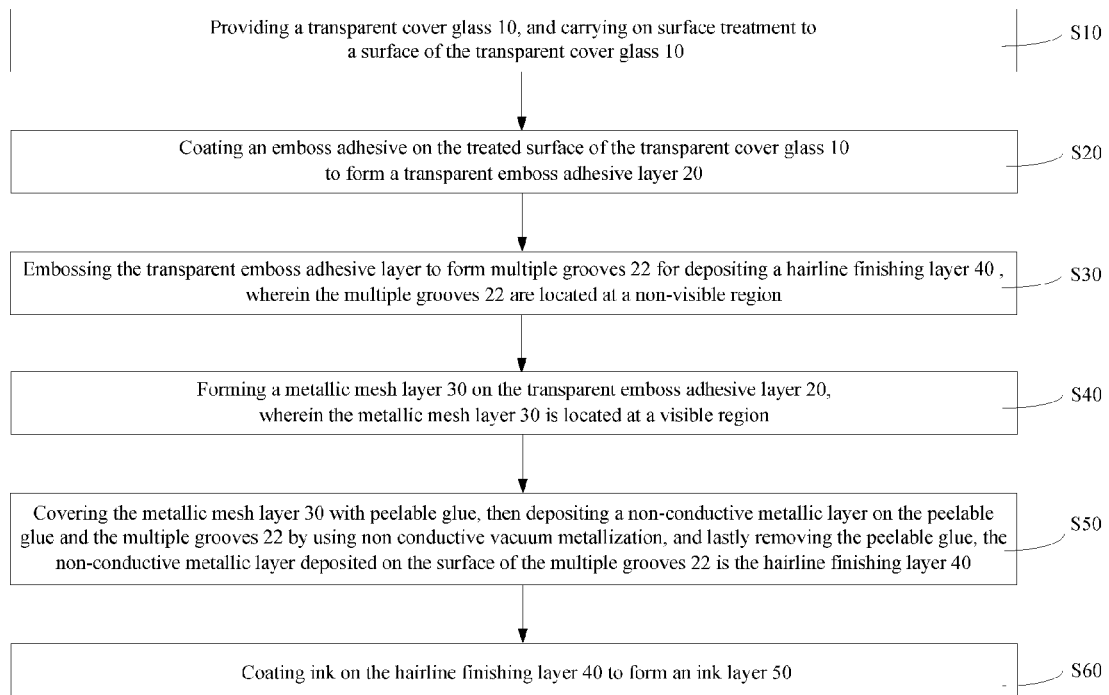 Providing a transparent cover glass 10, and carrying on surface treatment to
a surface of the transparent cover glass 10
S10
Coating an emboss adhesive on the treated surface of the transparent cover glass 10
to form a transparent emboss adhesive layer 20
S20
Embossing the transparent emboss adhesive layer to form multiple grooves 22 for depositing a hairline finishing layer 40 ,
wherein the multiple grooves 22 are located at a non-visible region
S30
Forming a metallic mesh layer 30 on the transparent emboss adhesive layer 20,
wherein the metallic mesh layer 30 is located at a visible region
S40
Covering the metallic mesh layer 30 with peelable glue, then depositing a non-conductive metallic layer on the peelable
glue and the multiple grooves 22 by using non conductive vacuum metallization, and lastly removing the peelable glue, the
non-conductive metallic layer deposited on the surface of the multiple grooves 22 is the hairline finishing layer 40
S50
Coating ink on the hairline finishing layer 40 to form an ink layer 50
S60